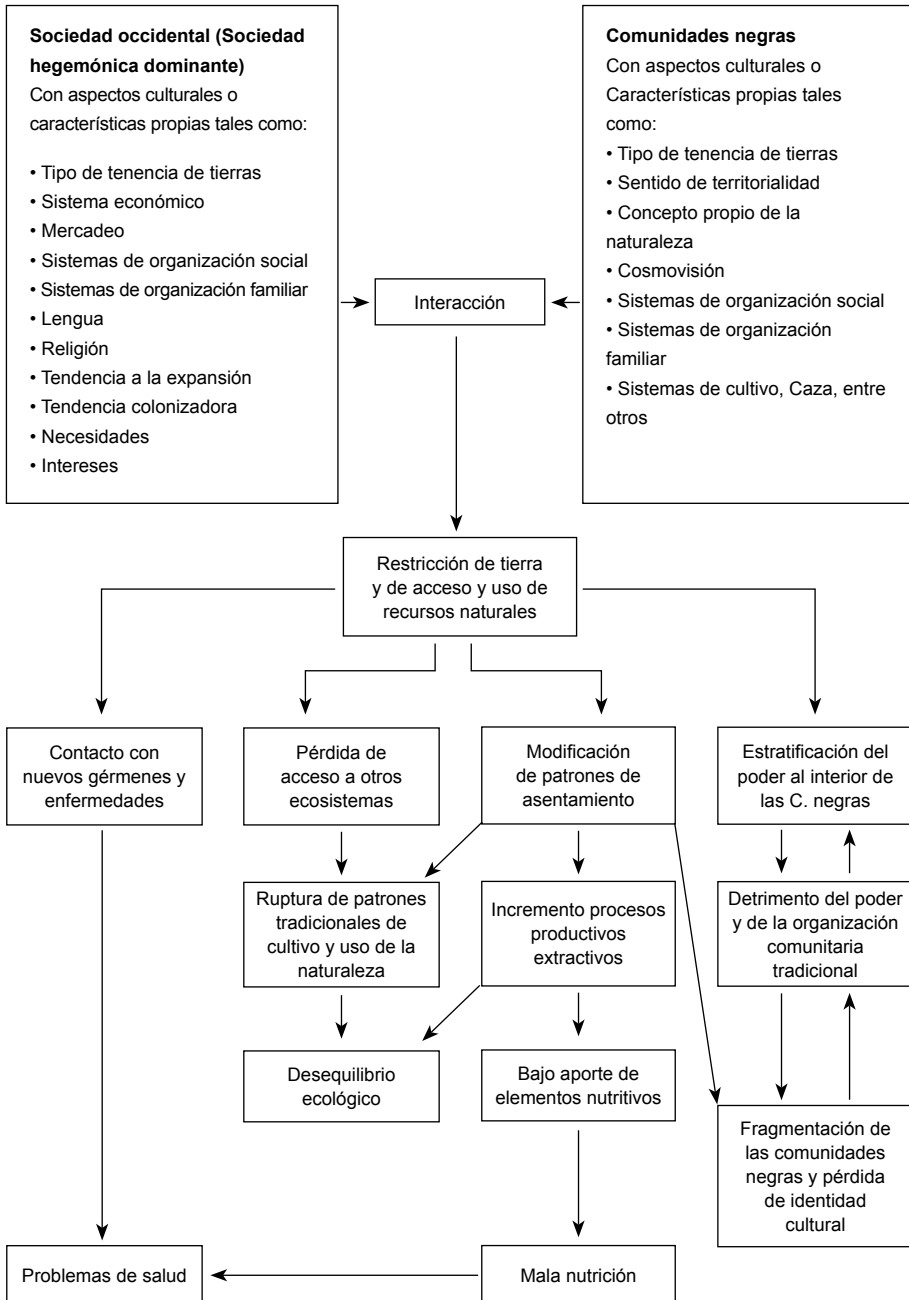 Sociedad occidental (Sociedad
hegemónica dominante)
Con aspectos culturales o
características propias tales como:
• Tipo de tenencia de tierras
• Sistema económico
• Mercadeo
• Sistemas de organización social
• Sistemas de organización familiar
• Lengua
• Religión
• Tendencia a la expansión
• Tendencia colonizadora
• Necesidades
• Intereses
Interacción
Comunidades negras
Con aspectos culturales o
Características propias tales
como:
• Tipo de tenencia de tierras
• Sentido de territorialidad
• Concepto propio de la
naturaleza
• Cosmovisión
• Sistemas de organización social
• Sistemas de organización
familiar
• Sistemas de cultivo, Caza, entre
otros
Restricción de tierra
y de acceso y uso de
recursos naturales
Contacto con
nuevos gérmenes y
enfermedades
Pérdida de
acceso a otros
ecosistemas
Modificación
de patrones de
asentamiento
Estratificación del
poder al interior de
las C. negras
Ruptura de patrones
tradicionales de
cultivo y uso de la
naturaleza
Incremento procesos
productivos
extractivos
Detrimento del poder
y de la organización
comunitaria
tradicional
Desequilibrio
ecológico
Bajo aporte de
elementos nutritivos
Fragmentación de
las comunidades
negras y pérdida
de identidad
cultural
Problemas de salud
Mala nutrición